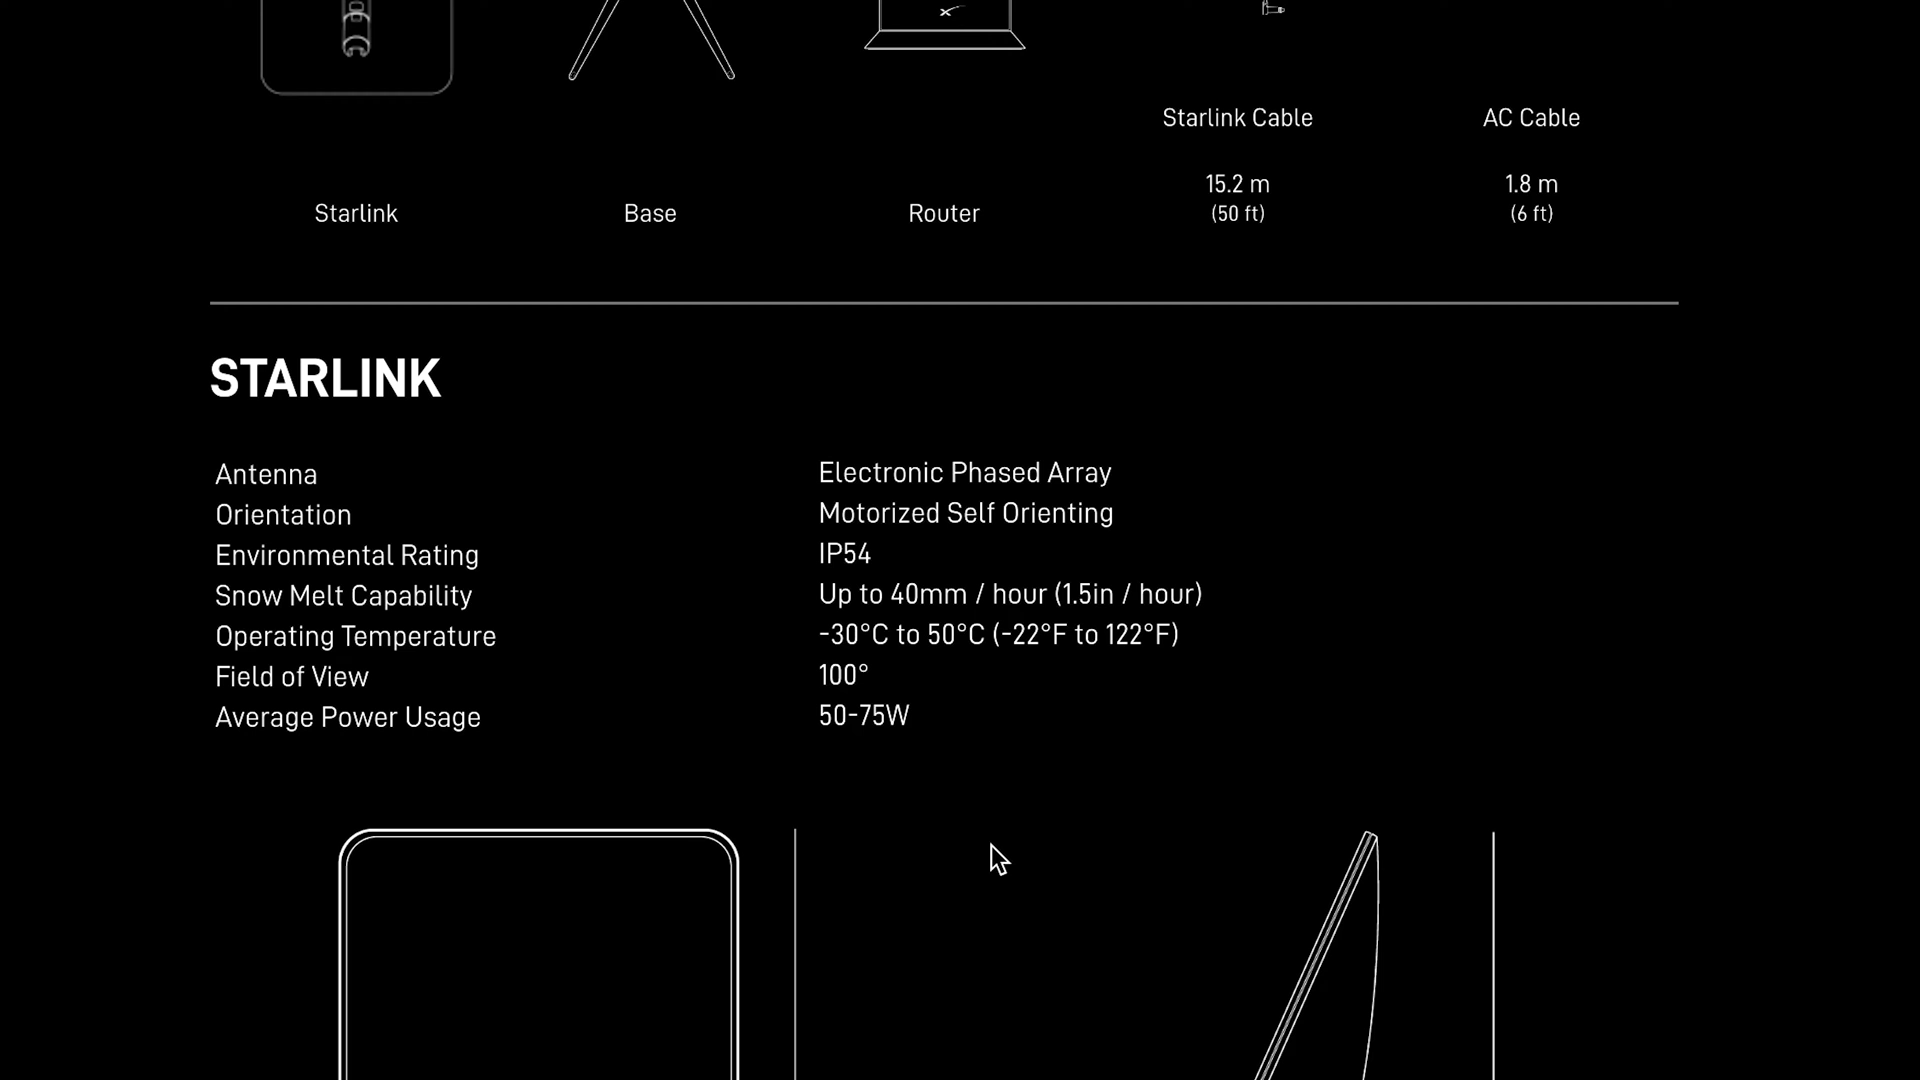 Starlink Cable
AC Cable
15.2 m
1.8 m
Starlink
Base
Router
(50 ft)
(6 ft)
STARLINK
Antenna Electronic Phased Array
Orientation Motorized Self Orienting
Environmental Rating IP54
Snow Melt Capability Up to 40mm / hour (1.5in / hour)
Operating Temperature -30°C to 50°C (-22°F to 122°F)
Field of View 100°
Average Power Usage 50-75W